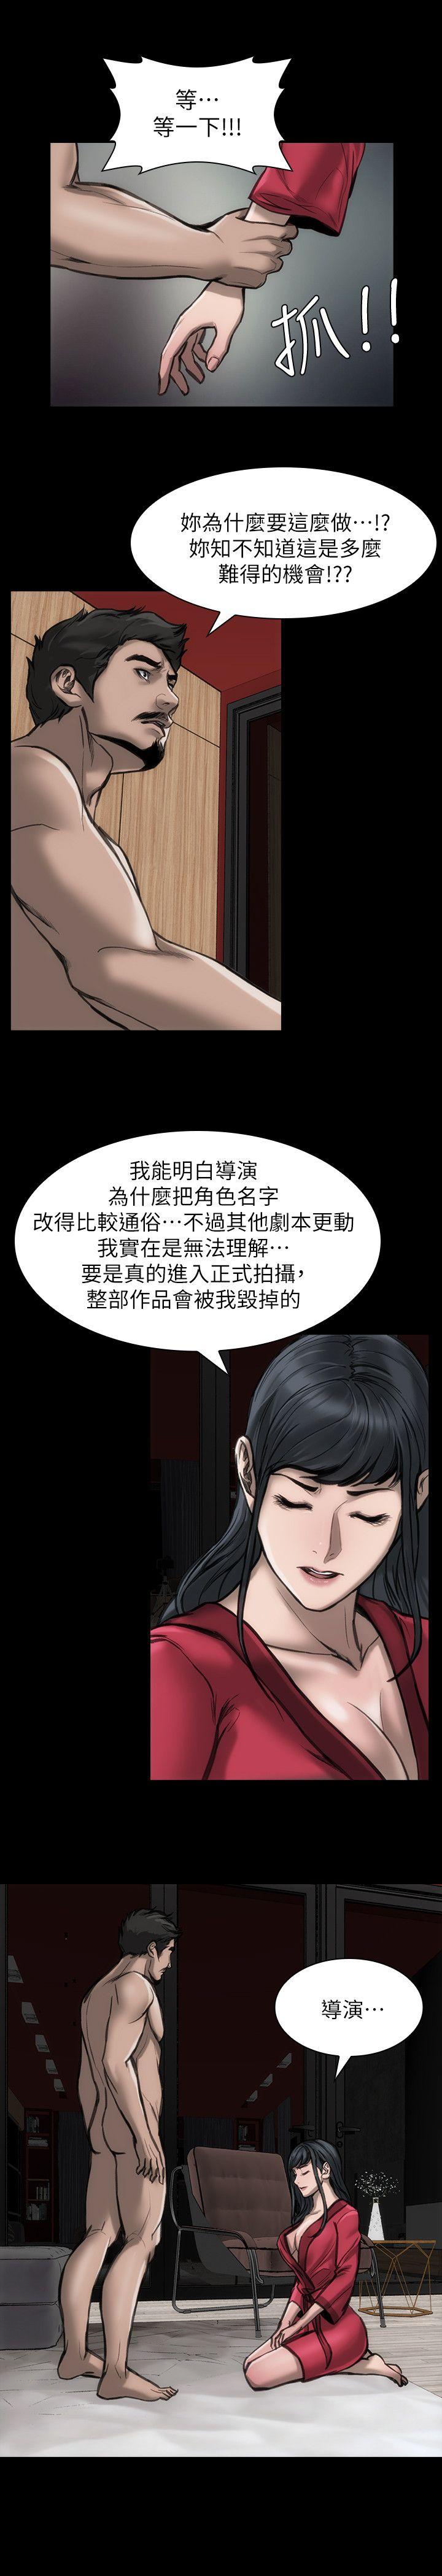 等…
等一下!!!
抓!!
妳為什麼要這麼做…!?
妳知不知道這是多麼
難得的機會!??
我能明白導演
為什麼把角色名字
改得比較通俗…不過其他劇本更動
我實在是無法理解…
要是真的進入正式拍攝，
整部作品會被我毀掉的
導演…